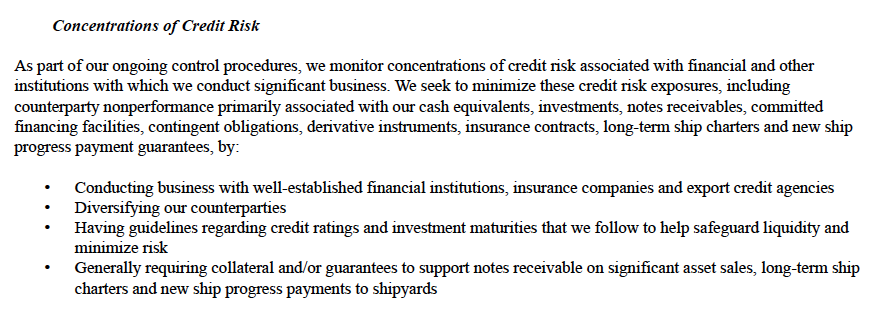 Concentrations of Credit Risk
As part of our ongoing control procedures, we monitor concentrations of credit risk associated with financial and other
institutions with which we conduct significant business. We seek to minimize these credit risk exposures, including
counterparty nonperformance primarily associated with our cash equivalents, investments, notes receivables, committed
financing facilities, contingent obligations, derivative instruments, insurance contracts, long-term ship charters and new ship
progress payment guarantees, by:
• Conducting business with well-established financial institutions, insurance companies and export credit agencies
• Diversifying our counterparties
• Having guidelines regarding credit ratings and investment maturities that we follow to help safeguard liquidity and
minimize risk
• Generally requiring collateral and/or guarantees to support notes receivable on significant asset sales, long-term ship
charters and new ship progress payments to shipyards